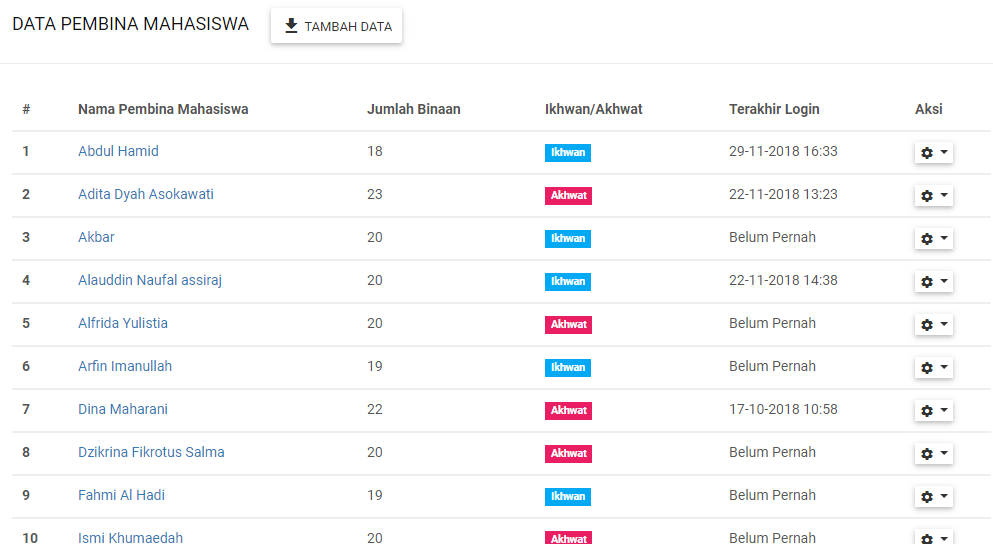 DATA PEMBINA MAHASISWA TAMBAH DATA
# Nama Pembina Mahasiswa Jumlah Binaan Ikhwan/Akhwat Terakhir Login Aksi
1 Abdul Hamid 18 Ikhwan 29-11-2018 16:33
2 Adita Dyah Asokawati 23 Akhwat 22-11-2018 13:23
3 Akbar 20 Ikhwan Belum Pernah
4 Alauddin Naufal assiraj 20 Ikhwan 22-11-2018 14:38
5 Alfrida Yulistia 20 Akhwat Belum Pernah
6 Arfin Imanullah 19 Ikhwan Belum Pernah
7 Dina Maharani 22 Akhwat 17-10-2018 10:58
8 Dzikrina Fikrotus Salma 20 Akhwat Belum Pernah
9 Fahmi Al Hadi 19 Ikhwan Belum Pernah
10 Ismi Khumaedah 20 Akhwat Belum Pernah